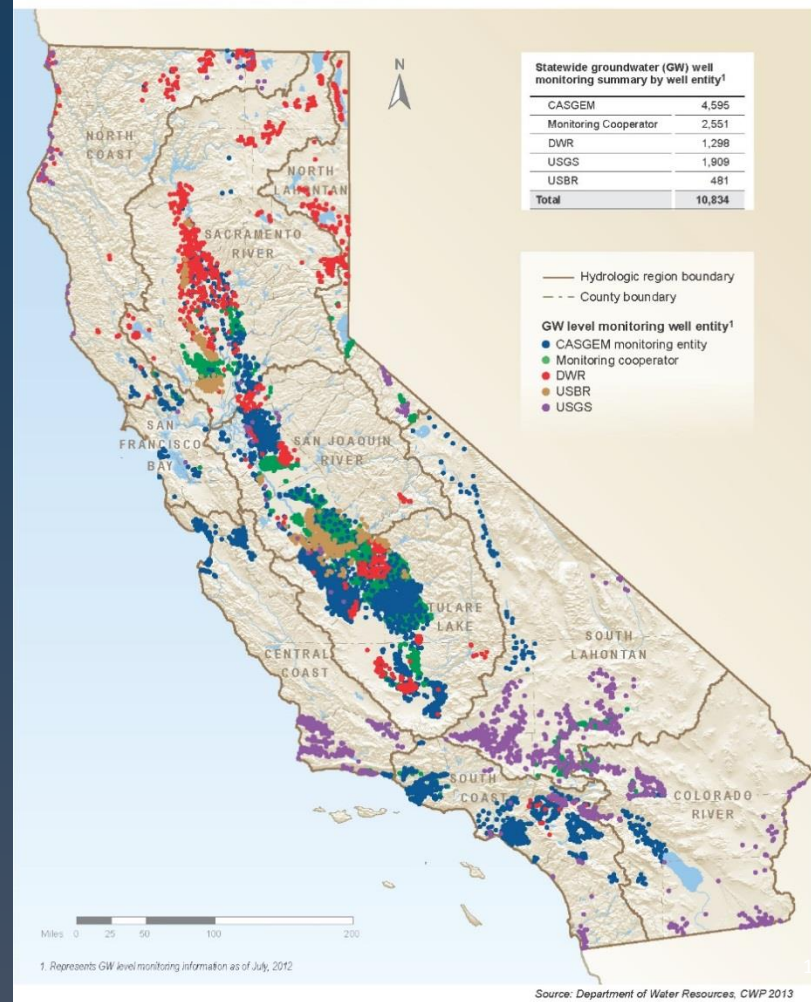 N
Statewide groundwater (GW) well
monitoring summary by well entity1
CASGEM 4,595
Monitoring Cooperator 2,551
DWR 1,298
USGS 1,909
USBR 481
Total 10,834
Hydrologic region boundary
County boundary
GW level monitoring well entity1
CASGEM monitoring entity
Monitoring cooperator
DWR
USBR
USGS
NORTH
COAST
NORTH
LAHONTAN
SACRAMENTO
RIVER
SAN
FRANCISCO
BAY
SAN JOAQUIN
RIVER
TULARE
LAKE
CENTRAL
COAST
SOUTH
LAHONTAN
SOUTH
COAST
COLORADO
RIVER
Miles 0 25 50 100 200
1. Represents GW level monitoring information as of July, 2012
Source: Department of Water Resources, CWP 2013